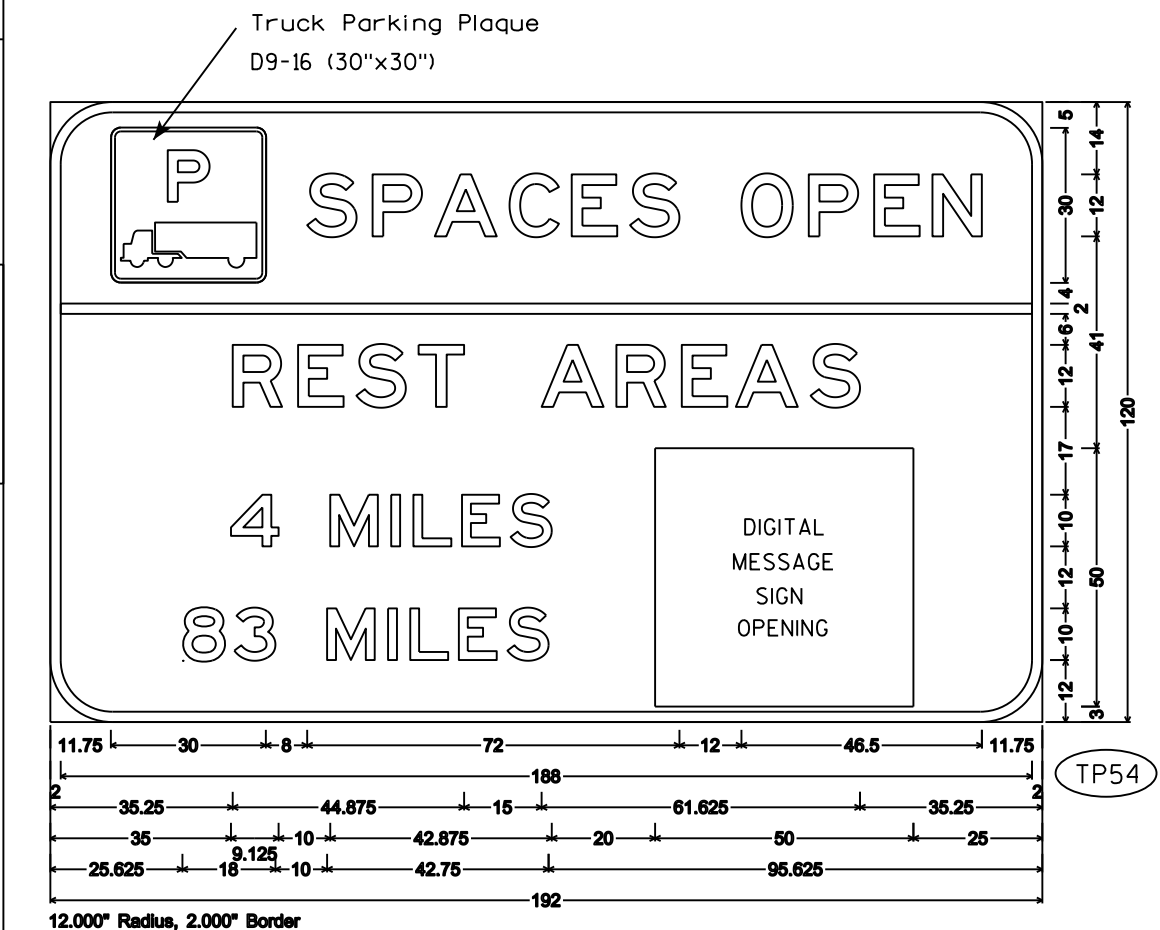 Truck Parking Plaque
D9-16 (30"x30")
P
SPACES OPEN
REST AREAS
4 MILES
83 MILES
DIGITAL
MESSAGE
SIGN
OPENING
5
30
4
2
6
12
17
10
12
10
12
14
12
41
50
3
120
11.75 30 8 72 12 46.5 11.75
188
2 2
35.25 44.875 15 61.625 35.25
35 9.125 10 42.875 20 50 25
25.625 18 10 42.75 95.625
192
TP54
12.000" Radius, 2.000" Border